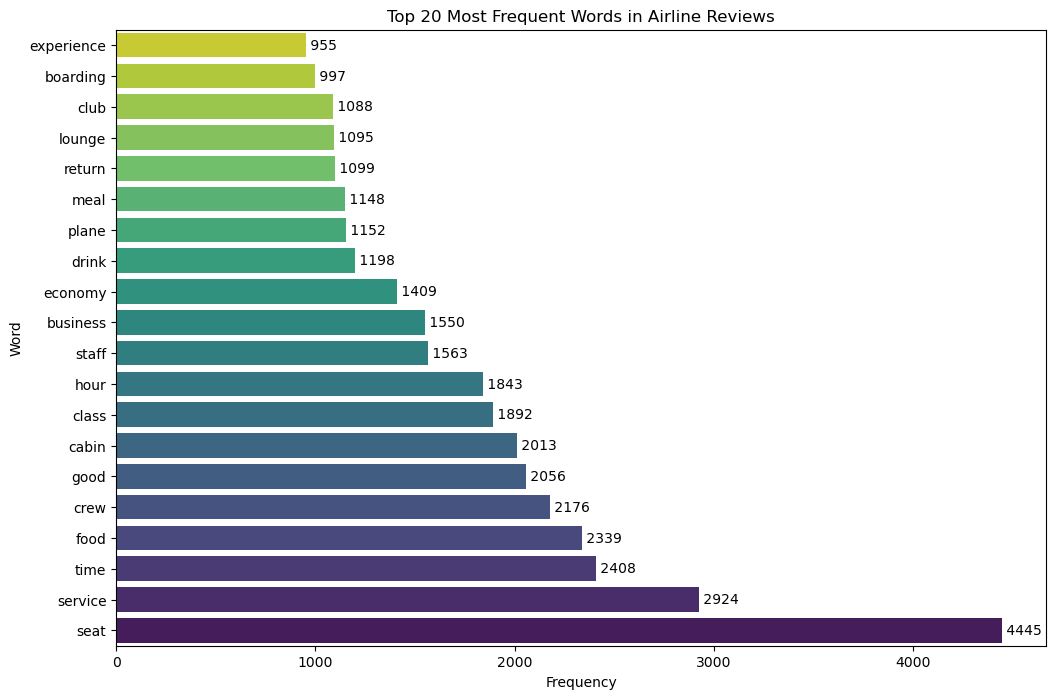 Top 20 Most Frequent Words in Airline Reviews
experience 955
boarding 997
club 1088
lounge 1095
return 1099
meal 1148
plane 1152
drink 1198
economy 1409
business 1550
staff 1563
hour 1843
class 1892
cabin 2013
good 2056
crew 2176
food 2339
time 2408
service 2924
seat 4445
Word
0 1000 2000 3000 4000
Frequency